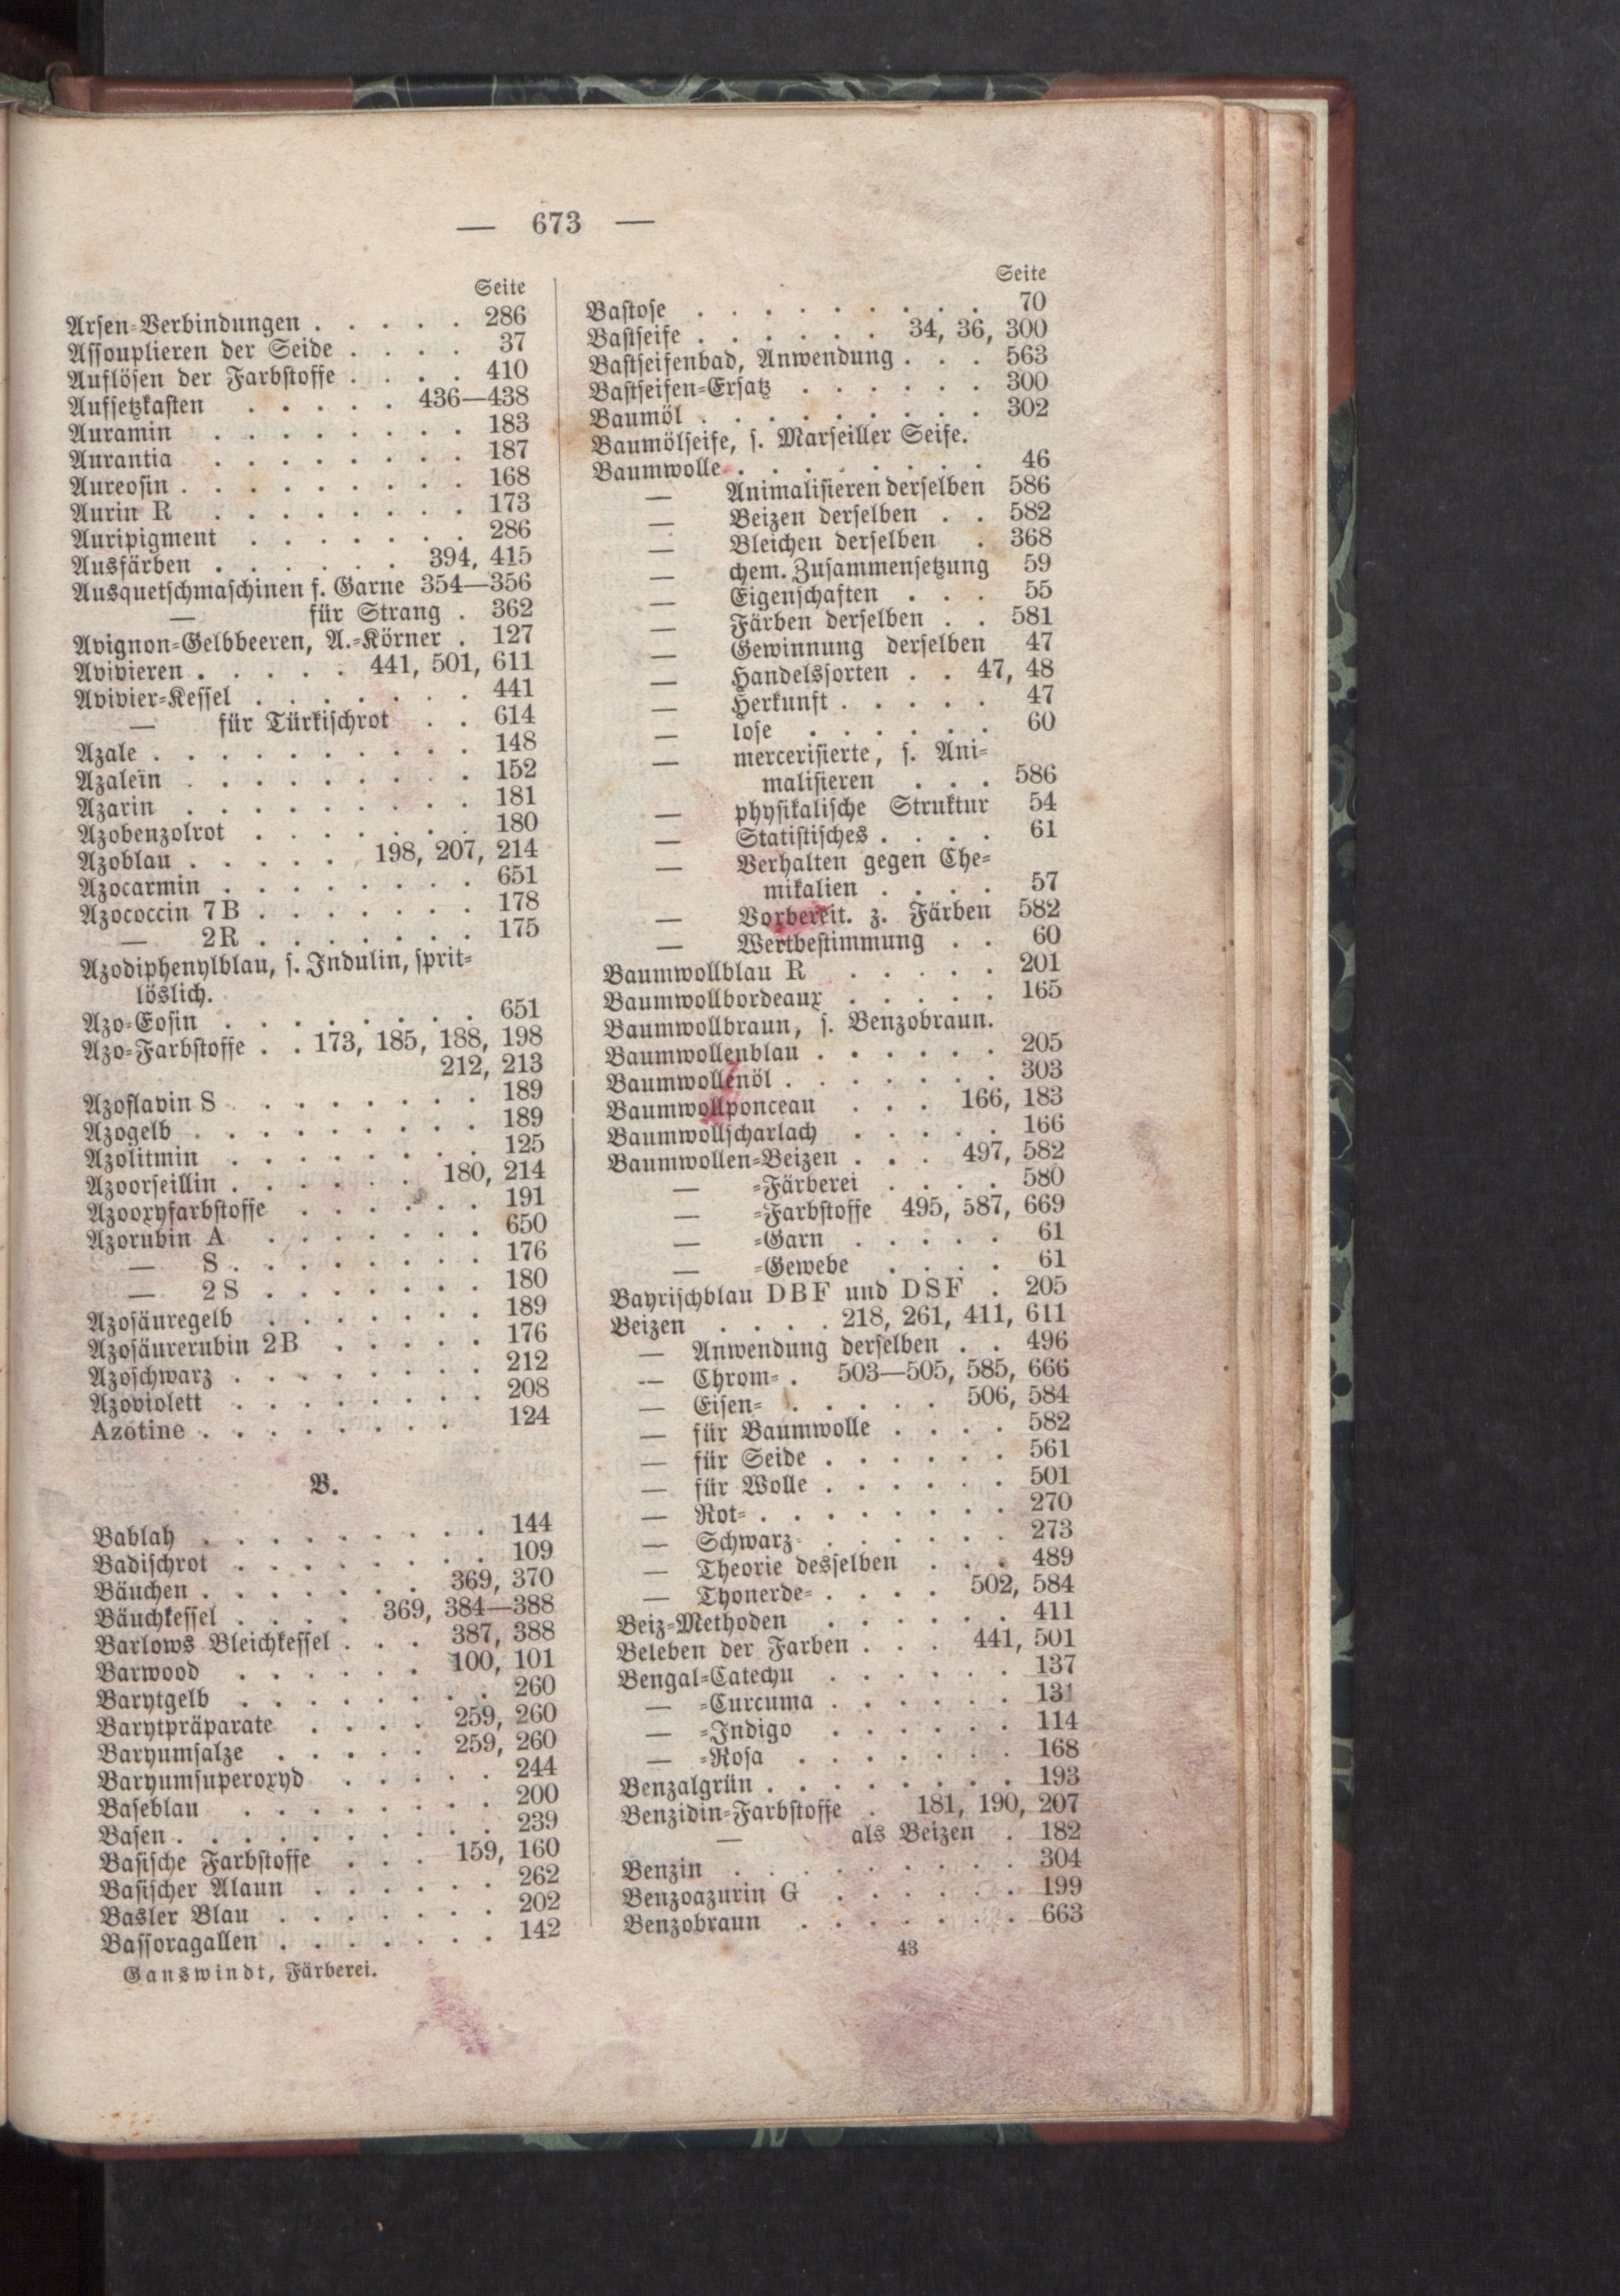 — 673 —
Seite
Arsen-Verbindungen . . . . . 286
Assouplieren der Seide . . . . 37
Auflösen der Farbstoffe . . . . 410
Aufsetzkasten . . . . . 436—438
Auramin . . . . . . . . 183
Aurantia . . . . . . . . 187
Aureosin . . . . . . . . . 168
Aurin R . . . . . . . . 173
Auripigment . . . . . . . 286
Ausfärben . . . . . . 394, 415
Ausquetschmaschinen f. Garne 354—356
— für Strang . 362
Avignon-Gelbbeeren, A.-Körner . 127
Avivieren . . . . . 441, 501, 611
Avivier-Kessel . . . . . . . 441
— für Türkischrot . . 614
Azale . . . . . . . . . . 148
Azalein . . . . . . . . . 152
Azarin . . . . . . . . . 181
Azobenzolrot . . . . . . . 180
Azoblau . . . . . 198, 207, 214
Azocarmin . . . . . . . . 651
Azococcin 7B . . . . . . . 178
— 2R . . . . . . . 175
Azodiphenylblau, s. Indulin, sprit-
löslich.
Azo-Eosin . . . . . . . . 651
Azo-Farbstoffe . . 173, 185, 188, 198
212, 213
Azoflavin S . . . . . . . . 189
Azogelb . . . . . . . . . 189
Azolitmin . . . . . . . . 125
Azoorseillin . . . . . . 180, 214
Azooxyfarbstoffe . . . . . . 191
Azorubin A . . . . . . . 650
— S . . . . . . . . 176
— 2S . . . . . . . 180
Azosäuregelb . . . . . . . 189
Azosäurerubin 2B . . . . . 176
Azoschwarz . . . . . . . . 212
Azoviolett . . . . . . . . 208
Azotine . . . . . . . . 124
B.
Bablah . . . . . . . . . 144
Badischrot . . . . . . . . 109
Bäuchen . . . . . . . 369, 370
Bäuchkessel . . . . 369, 384—388
Barlows Bleichkessel . . . 387, 388
Barwood . . . . . . 100, 101
Barytgelb . . . . . . . . 260
Barytpräparate . . . . 259, 260
Baryumsalze . . . . . 259, 260
Baryumsuperoxyd . . . . . 244
Baseblau . . . . . . . . 200
Basen . . . . . . . . . . 239
Basische Farbstoffe . . . 159, 160
Basischer Alaun . . . . . . 262
Basler Blau . . . . . . . 202
Bassoragallen . . . . . . . 142
Seite
Bastose . . . . . . . . . 70
Bastseife . . . . . . 34, 36, 300
Bastseifenbad, Anwendung . . . 563
Bastseifen-Ersatz . . . . . . 300
Baumöl . . . . . . . . . 302
Baumölseife, s. Marseiller Seife.
Baumwolle . . . . . . . . 46
— Animalisieren derselben 586
— Beizen derselben . . 582
— Bleichen derselben . 368
— chem. Zusammensetzung 59
— Eigenschaften . . . 55
— Färben derselben . . 581
— Gewinnung derselben 47
— Handelssorten . . 47, 48
— Herkunft . . . . . 47
— lose . . . . . . 60
— mercerisierte, s. Ani-
malisieren . . . 586
— physikalische Struktur 54
— Statistisches . . . . 61
— Verhalten gegen Che-
mikalien . . . . 57
— Vorbereit. z. Färben 582
— Wertbestimmung . . 60
Baumwollblau R . . . . . 201
Baumwollbordeaux . . . . . 165
Baumwollbraun, s. Benzobraun.
Baumwollenblau . . . . . . 205
Baumwollenöl . . . . . . . 303
Baumwollponceau . . . 166, 183
Baumwollscharlach . . . . . 166
Baumwollen-Beizen . . . 497, 582
— -Färberei . . . . 580
— -Farbstoffe 495, 587, 669
— -Garn . . . . . 61
— -Gewebe . . . . 61
Bayrischblau DBF und DSF . 205
Beizen . . . . 218, 261, 411, 611
— Anwendung derselben . . 496
— Chrom- . 503—505, 585, 666
— Eisen- . . . . . 506, 584
— für Baumwolle . . . . 582
— für Seide . . . . . . 561
— für Wolle . . . . . . 501
— Rot- . . . . . . . . 270
— Schwarz- . . . . . . 273
— Theorie desselben . . . 489
— Thonerde- . . . . 502, 584
Beiz-Methoden . . . . . . 411
Beleben der Farben . . . 441, 501
Bengal-Catechu . . . . . . 137
— -Curcuma . . . . . . 131
— -Indigo . . . . . . 114
— -Rosa . . . . . . . 168
Benzalgrün . . . . . . . . 193
Benzidin-Farbstoffe . 181, 190, 207
— als Beizen . 182
Benzin . . . . . . . . . 304
Benzoazurin G . . . . . . 199
Benzobraun . . . . . . . 663
Ganswindt, Färberei.
43